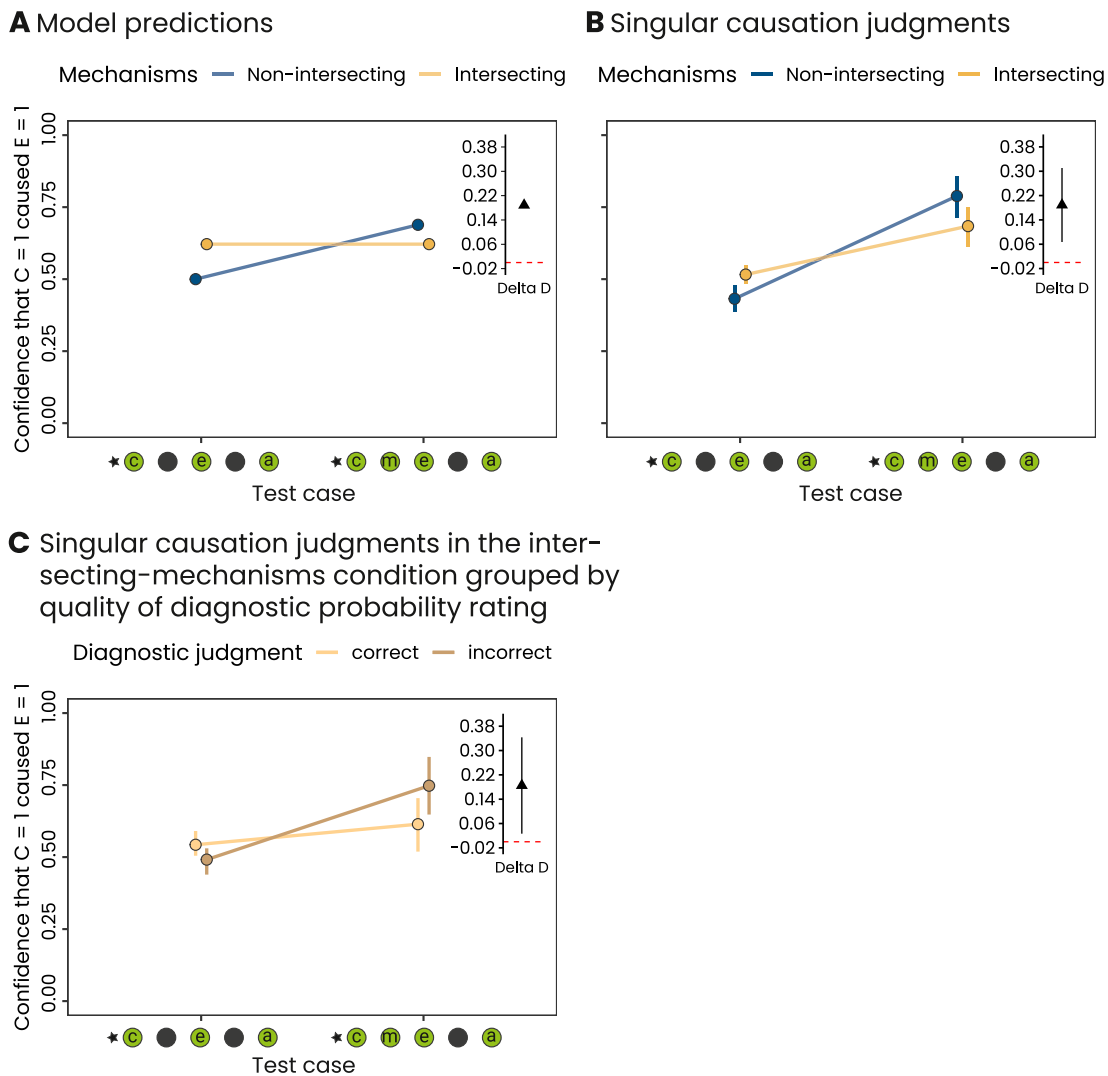 A Model predictions
Mechanisms Non-intersecting Intersecting
Confidence that C = 1 caused E = 1
1.00
0.75
0.50
0.25
0.00
0.38
0.30
0.22
0.14
0.06
−0.02
Delta D
c e a
c m e a
Test case
B Singular causation judgments
Mechanisms Non-intersecting Intersecting
0.38
0.30
0.22
0.14
0.06
−0.02
Delta D
c e a
c m e a
Test case
C Singular causation judgments in the inter-
secting-mechanisms condition grouped by
quality of diagnostic probability rating
Diagnostic judgment correct incorrect
Confidence that C = 1 caused E = 1
1.00
0.75
0.50
0.25
0.00
0.38
0.30
0.22
0.14
0.06
−0.02
Delta D
c e a
c m e a
Test case